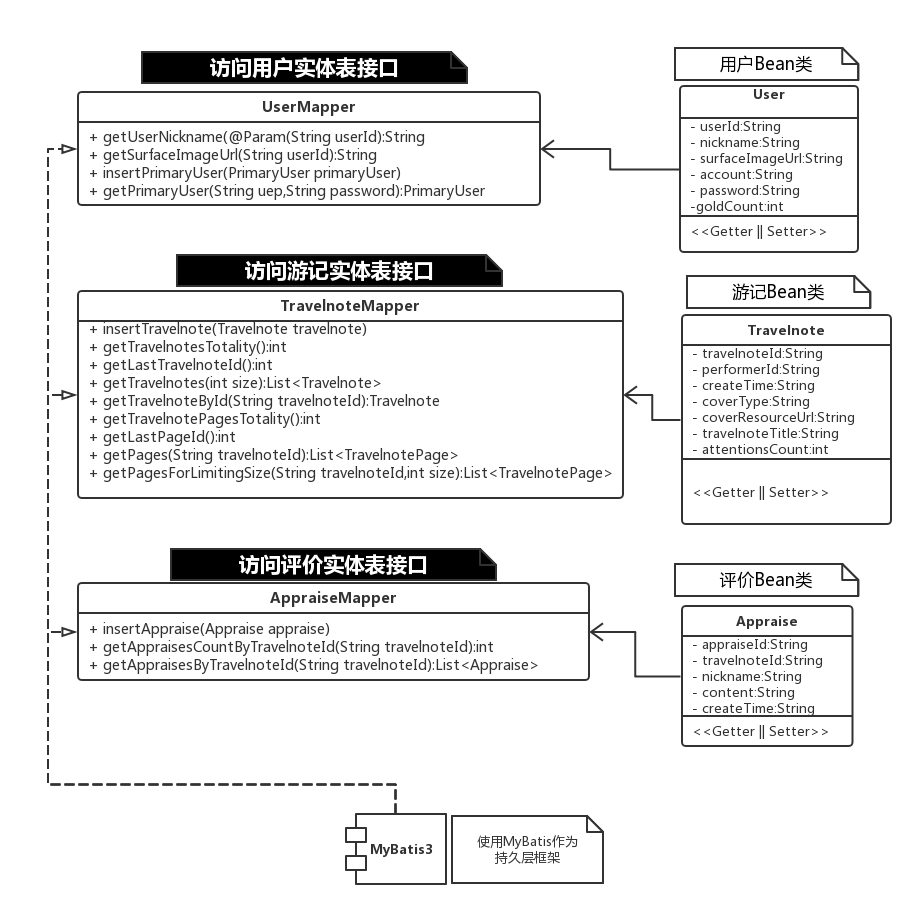 访问用户实体表接口
UserMapper
+ getUserNickname(@Param(String userId):String
+ getSurfaceImageUrl(String userId):String
+ insertPrimaryUser(PrimaryUser primaryUser)
+ getPrimaryUser(String uep,String password):PrimaryUser
用户Bean类
User
- userId:String
- nickname:String
- surfaceImageUrl:String
- account:String
- password:String
-goldCount:int
<<Getter || Setter>>
访问游记实体表接口
TravelnoteMapper
+ insertTravelnote(Travelnote travelnote)
+ getTravelnotesTotality():int
+ getLastTravelnoteId():int
+ getTravelnotes(int size):List<Travelnote>
+ getTravelnoteById(String travelnoteId):Travelnote
+ getTravelnotePagesTotality():int
+ getLastPageId():int
+ getPages(String travelnoteId):List<TravelnotePage>
+ getPagesForLimitingSize(String travelnoteId,int size):List<TravelnotePage>
游记Bean类
Travelnote
- travelnoteId:String
- performerId:String
- createTime:String
- coverType:String
- coverResourceUrl:String
- travelnoteTitle:String
- attentionsCount:int
<<Getter || Setter>>
访问评价实体表接口
AppraiseMapper
+ insertAppraise(Appraise appraise)
+ getAppraisesCountByTravelnoteId(String travelnoteId):int
+ getAppraisesByTravelnoteId(String travelnoteId):List<Appraise>
评价Bean类
Appraise
- appraiseId:String
- travelnoteId:String
- nickname:String
- content:String
- createTime:String
<<Getter || Setter>>
MyBatis3
使用MyBatis作为
持久层框架